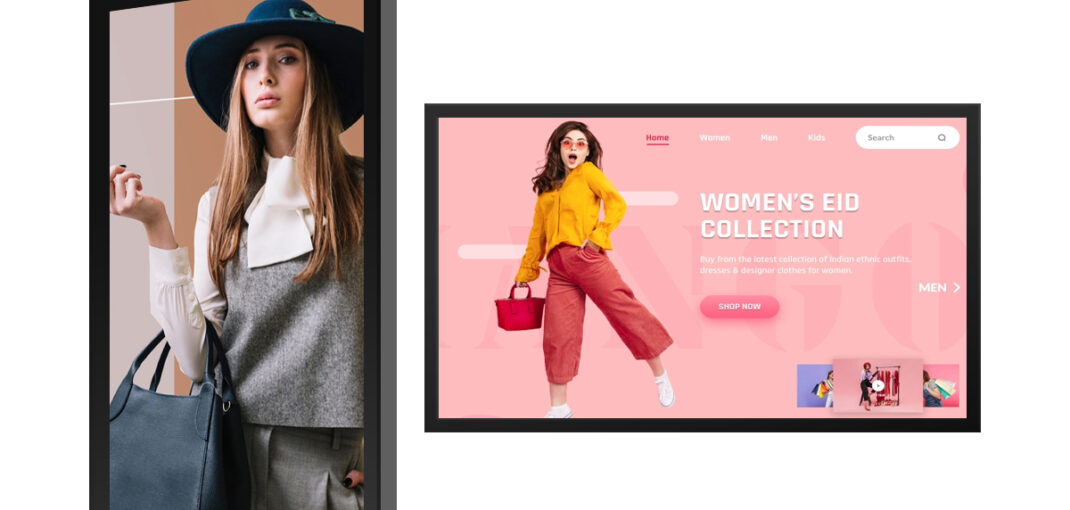 Home
Women
Men
Kids
Search
WOMEN'S EID
COLLECTION
Buy from the latest collection of Indian ethnic outfits,
dresses & designer clothes for women.
MEN
SHOP NOW